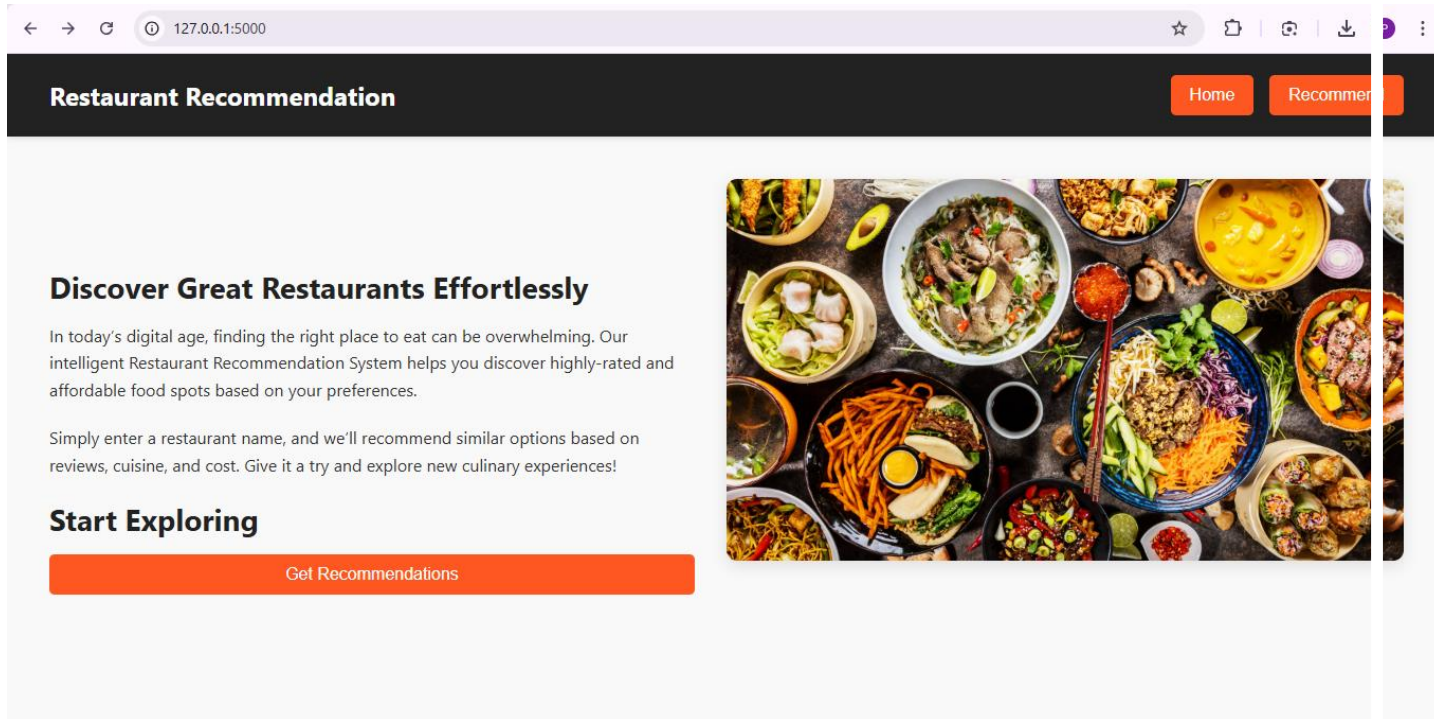 127.0.0.1:5000
Restaurant Recommendation
Home
Recommend
Discover Great Restaurants Effortlessly
In today’s digital age, finding the right place to eat can be overwhelming. Our
intelligent Restaurant Recommendation System helps you discover highly-rated and
affordable food spots based on your preferences.
Simply enter a restaurant name, and we’ll recommend similar options based on
reviews, cuisine, and cost. Give it a try and explore new culinary experiences!
Start Exploring
Get Recommendations